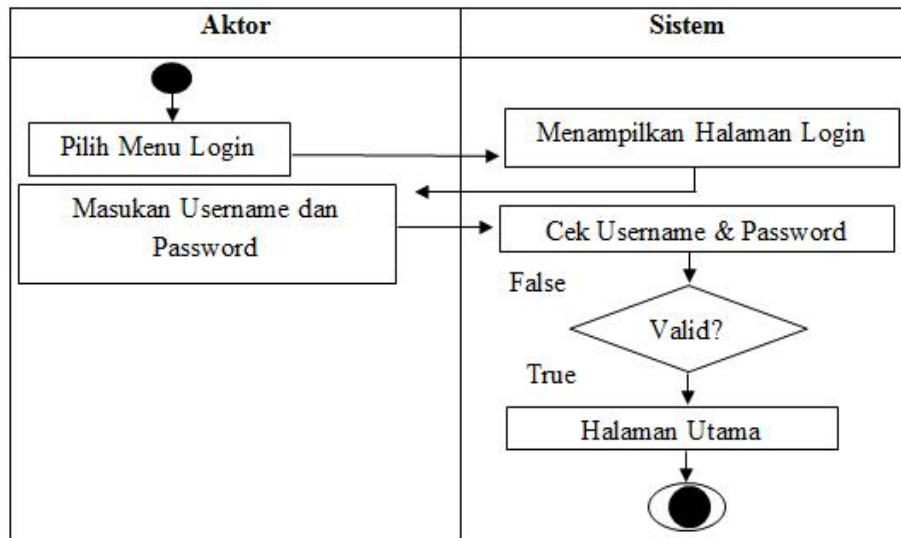 Aktor
Sistem
Pilih Menu Login
Menampilkan Halaman Login
Masukan Username dan
Password
Cek Username & Password
False
Valid?
True
Halaman Utama